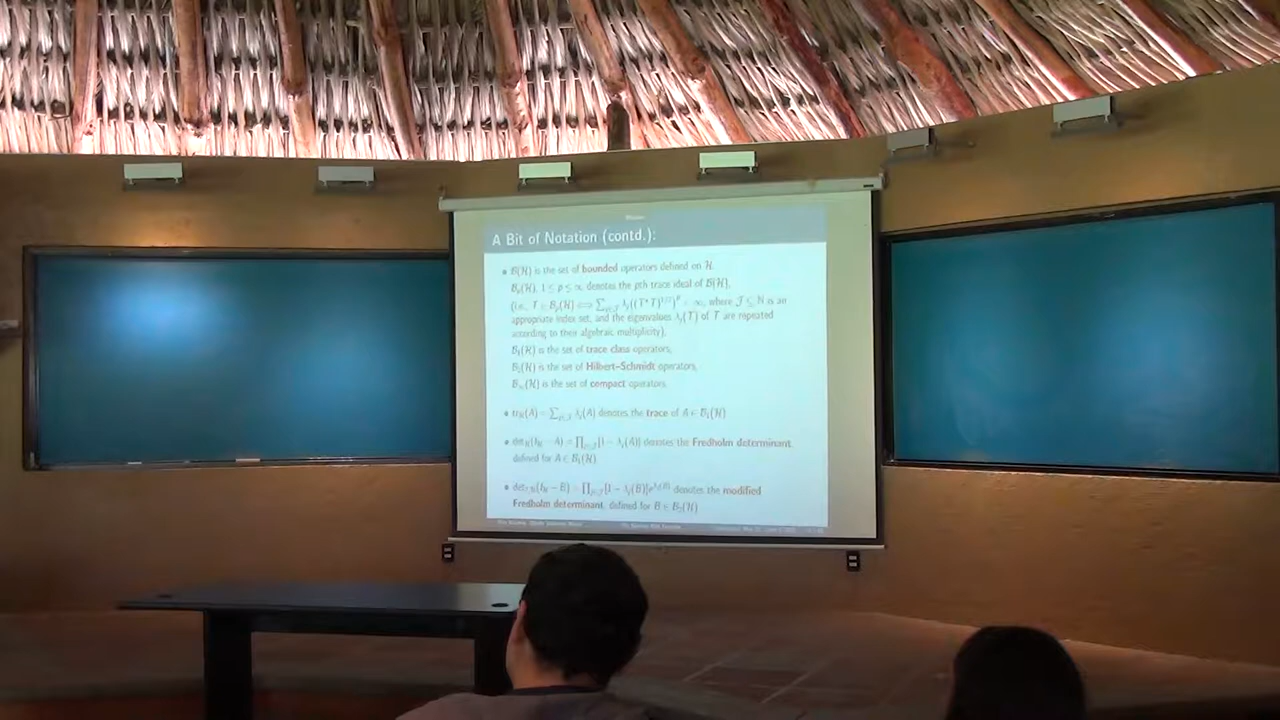 A Bit of Notation (contd.):
B(H) is the set of bounded operators defined on H.
B_p(H), 1 ≤ p ≤ ∞ denotes the pth trace ideal of B(H),
(i.e., T ∈ B_p(H) ⟺ ∑_{j∈J} λ_j((T*T)^{1/2})^p < ∞, where J ⊆ N is an
appropriate index set, and the eigenvalues λ_j(T) of T are repeated
according to their algebraic multiplicity),
B_1(H) is the set of trace class operators,
B_2(H) is the set of Hilbert–Schmidt operators,
B_∞(H) is the set of compact operators.
tr_H(A) = ∑_{j∈J} λ_j(A) denotes the trace of A ∈ B_1(H)
det_H(I_H − A) = ∏_{j∈J}[1 − λ_j(A)] denotes the Fredholm determinant,
defined for A ∈ B_1(H)
det_{2,H}(I_H − B) = ∏_{j∈J}[1 − λ_j(B)]e^{λ_j(B)} denotes the modified
Fredholm determinant, defined for B ∈ B_2(H)